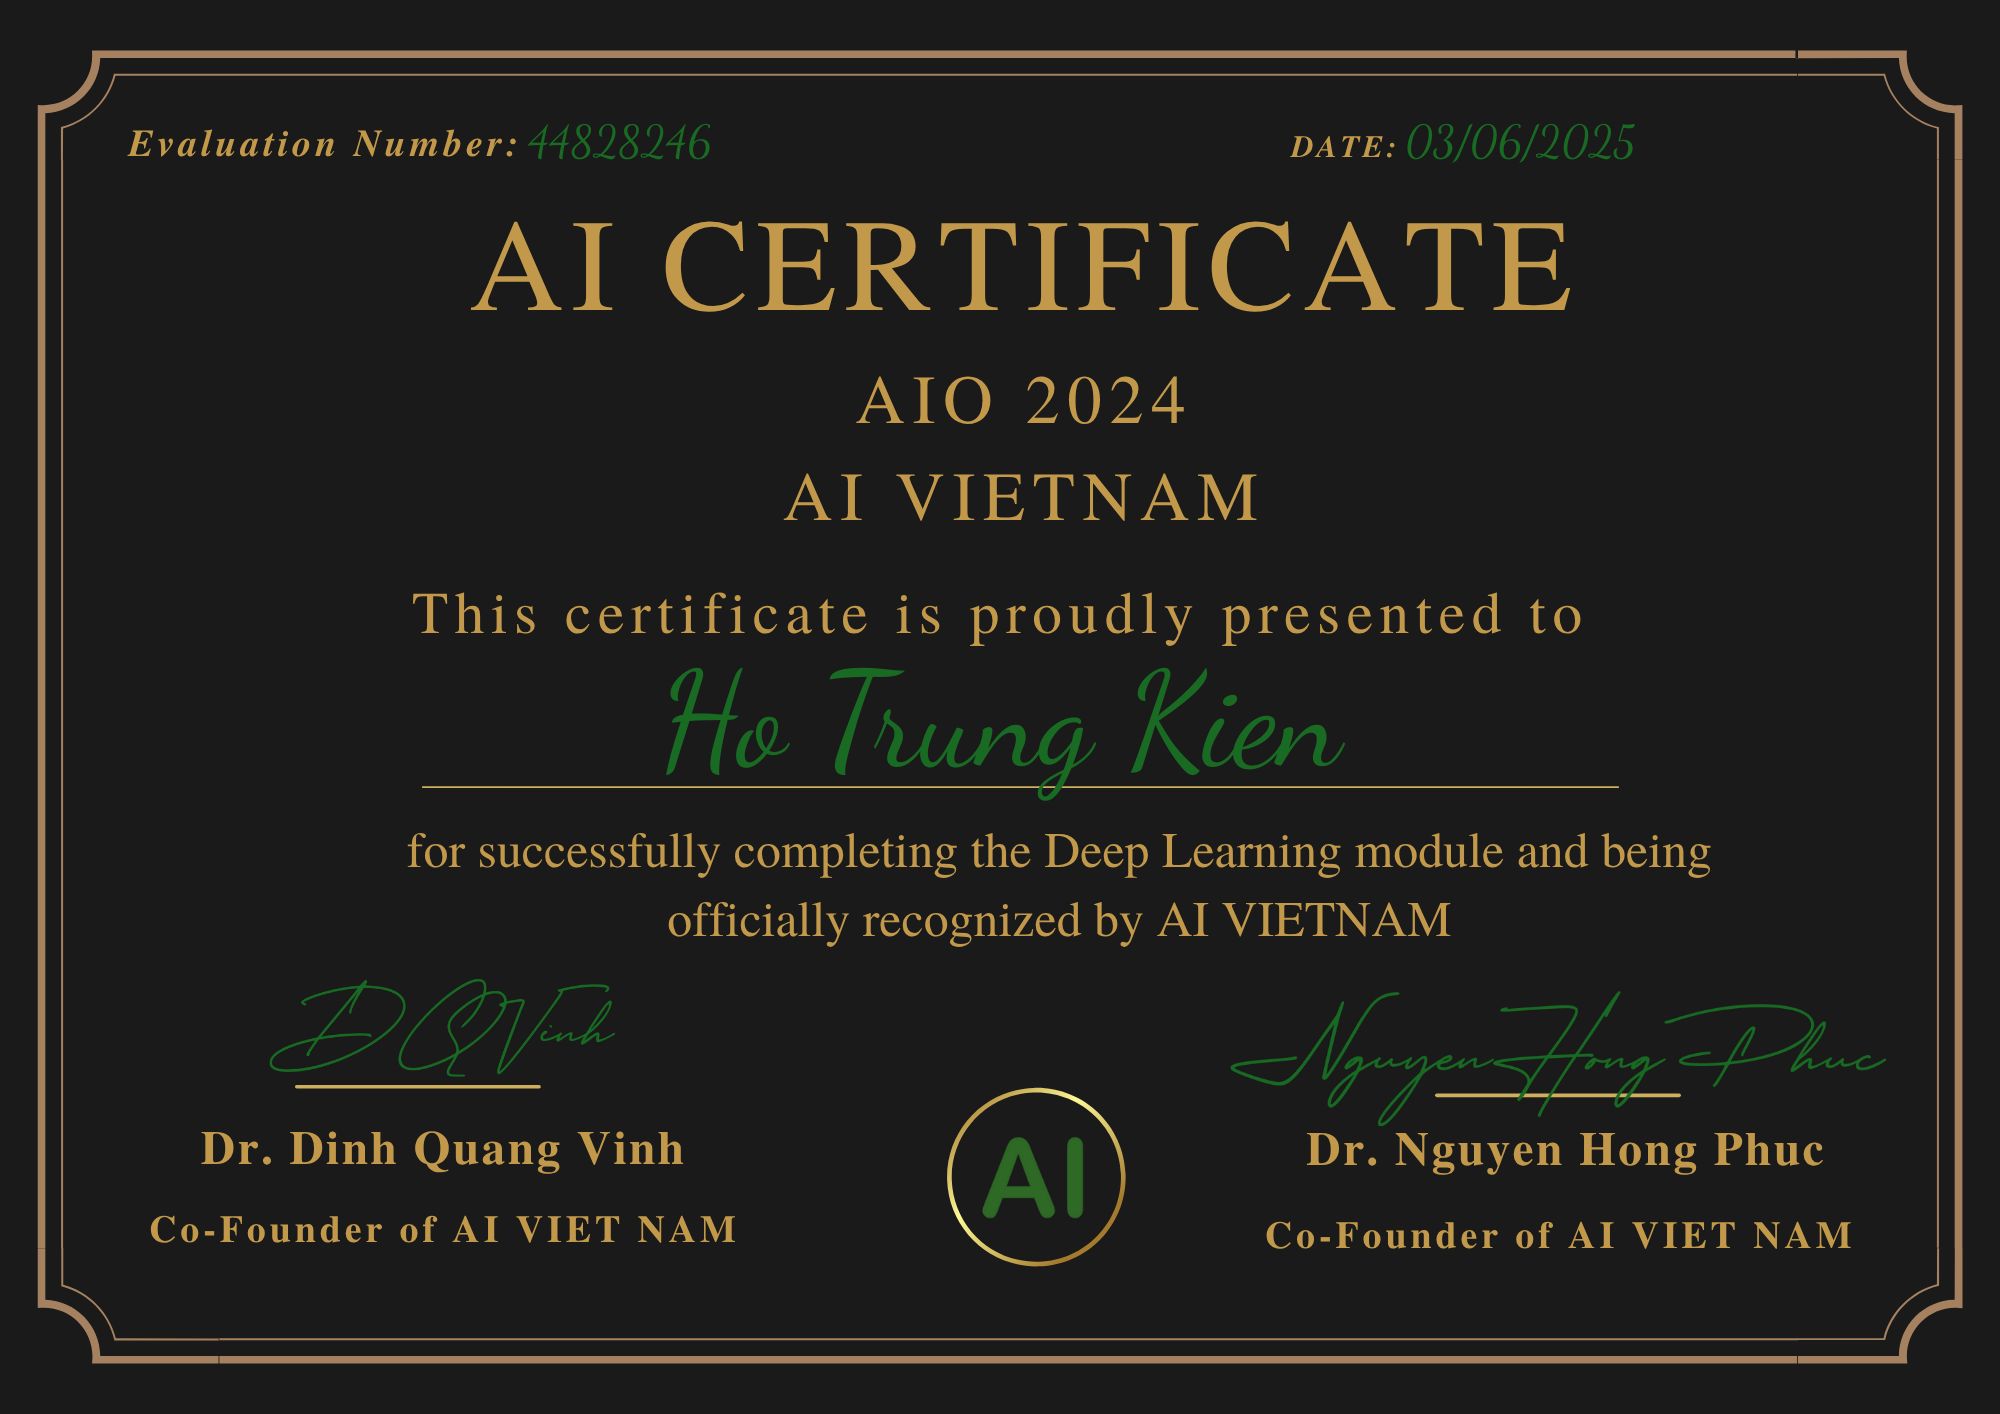 Evaluation Number: 44828246
DATE: 03/06/2025
AI CERTIFICATE
AIO 2024
AI VIETNAM
This certificate is proudly presented to
Ho Trung Kien
for successfully completing the Deep Learning module and being
officially recognized by AI VIETNAM
DQVinh
Nguyen Hong Phuc
Dr. Dinh Quang Vinh
Dr. Nguyen Hong Phuc
Co-Founder of AI VIET NAM
Co-Founder of AI VIET NAM
AI